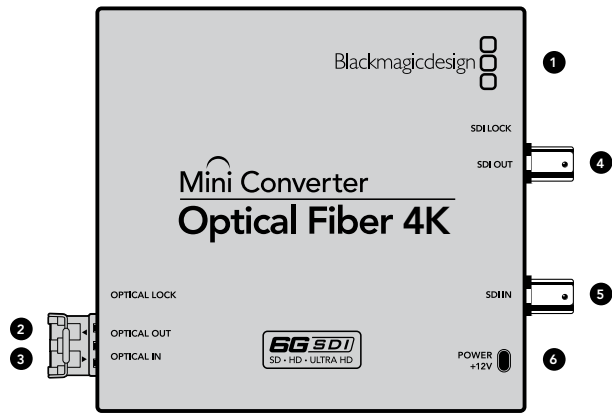 Blackmagicdesign
1
SDI LOCK
SDI OUT
4
Mini Converter
Optical Fiber 4K
OPTICAL LOCK
SDI IN
5
2
OPTICAL OUT
3
OPTICAL IN
6G SDI
SD • HD • ULTRA HD
POWER
+12V
6